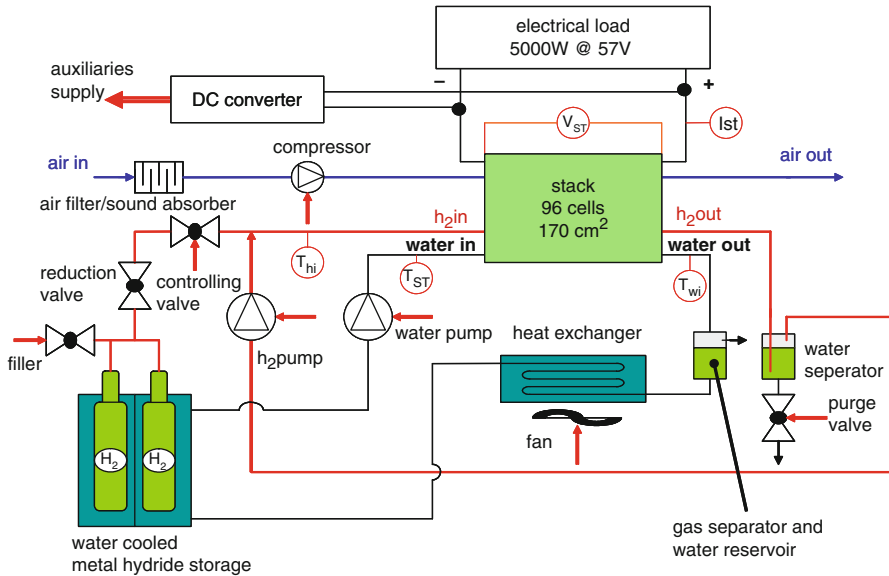 electrical load
5000W @ 57V
auxiliaries
supply
DC converter
–
+
V_ST
Ist
compressor
air in
air out
air filter/sound absorber
stack
96 cells
170 cm²
h₂in
h₂out
water in
water out
reduction
valve
controlling
valve
T_hi
T_ST
T_wi
filler
h₂pump
water pump
heat exchanger
water
seperator
purge
valve
fan
H₂
H₂
water cooled
metal hydride storage
gas separator and
water reservoir